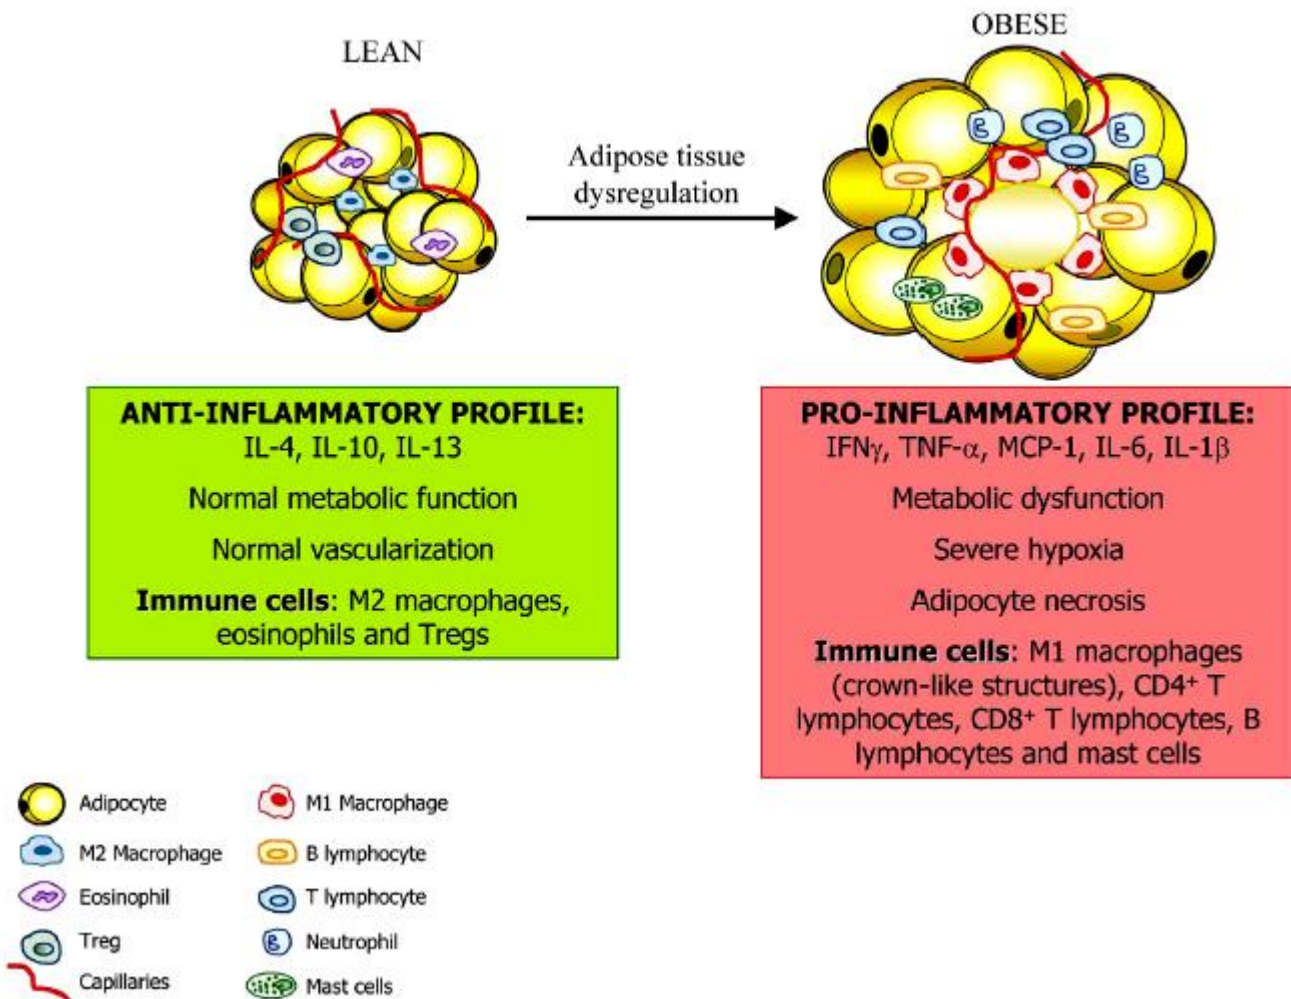 LEAN
OBESE
Adipose tissue
dysregulation
ANTI-INFLAMMATORY PROFILE:
IL-4, IL-10, IL-13
Normal metabolic function
Normal vascularization
Immune cells: M2 macrophages,
eosinophils and Tregs
PRO-INFLAMMATORY PROFILE:
IFNγ, TNF-α, MCP-1, IL-6, IL-1β
Metabolic dysfunction
Severe hypoxia
Adipocyte necrosis
Immune cells: M1 macrophages
(crown-like structures), CD4⁺ T
lymphocytes, CD8⁺ T lymphocytes, B
lymphocytes and mast cells
Adipocyte
M2 Macrophage
Eosinophil
Treg
Capillaries
M1 Macrophage
B lymphocyte
T lymphocyte
Neutrophil
Mast cells